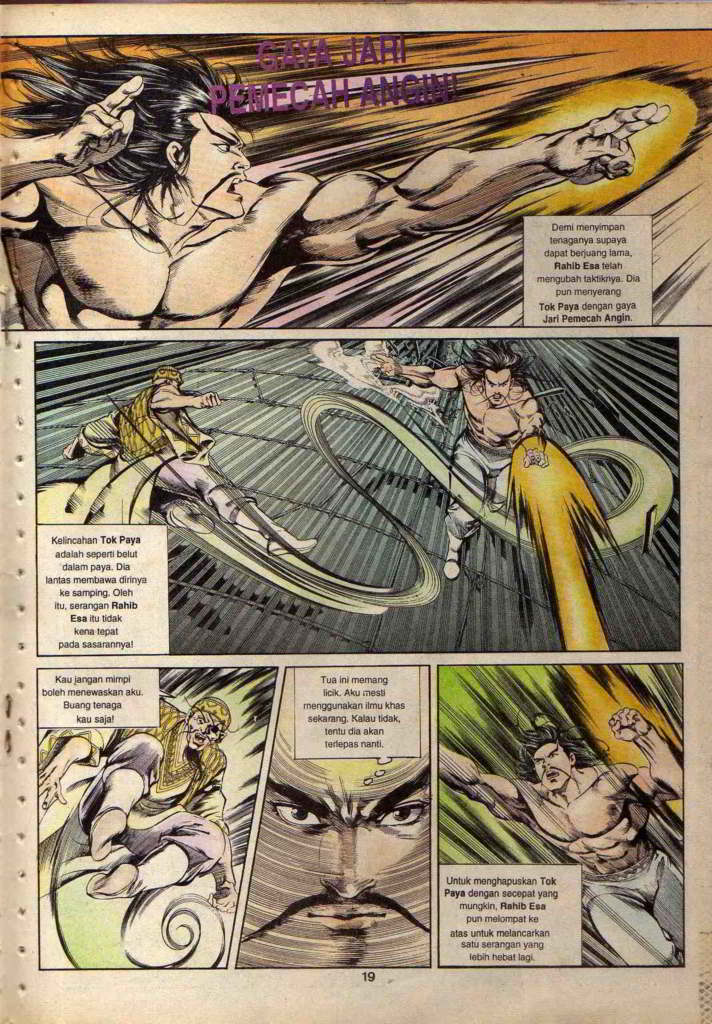 GAYA JARI
PEMECAH ANGIN!
Demi menyimpan
tenaganya supaya
dapat berjuang lama,
Rahib Esa telah
mengubah taktiknya. Dia
pun menyerang
Tok Paya dengan gaya
Jari Pemecah Angin.
Kelincahan Tok Paya
adalah seperti belut
dalam paya. Dia
lantas membawa dirinya
ke samping. Oleh
itu, serangan Rahib
Esa itu tidak
kena tepat
pada sasarannya!
Kau jangan mimpi
boleh menewaskan aku.
Buang tenaga
kau saja!
Tua ini memang
licik. Aku mesti
menggunakan ilmu khas
sekarang. Kalau tidak,
tentu dia akan
terlepas nanti.
Untuk menghapuskan Tok
Paya dengan secepat yang
mungkin, Rahib Esa
pun melompat ke
atas untuk melancarkan
satu serangan yang
lebih hebat lagi.
19